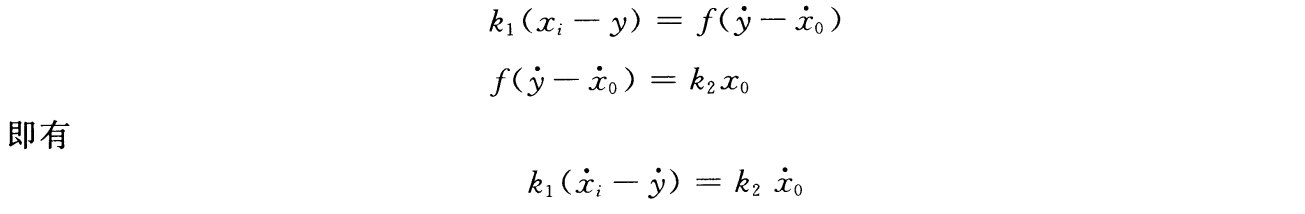 k₁(xᵢ − y) = f(ẏ − ẋ₀)
f(ẏ − ẋ₀) = k₂x₀
即有
k₁(ẋᵢ − ẏ) = k₂ ẋ₀